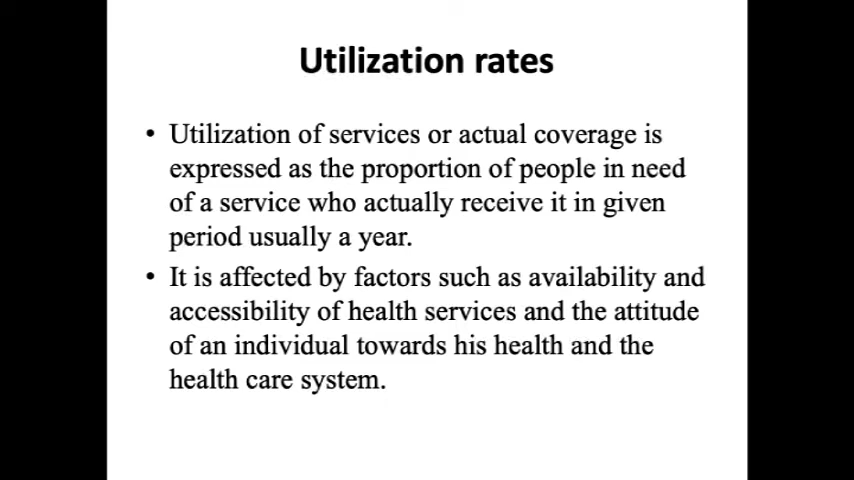 Utilization rates
• Utilization of services or actual coverage is
expressed as the proportion of people in need
of a service who actually receive it in given
period usually a year.
• It is affected by factors such as availability and
accessibility of health services and the attitude
of an individual towards his health and the
health care system.